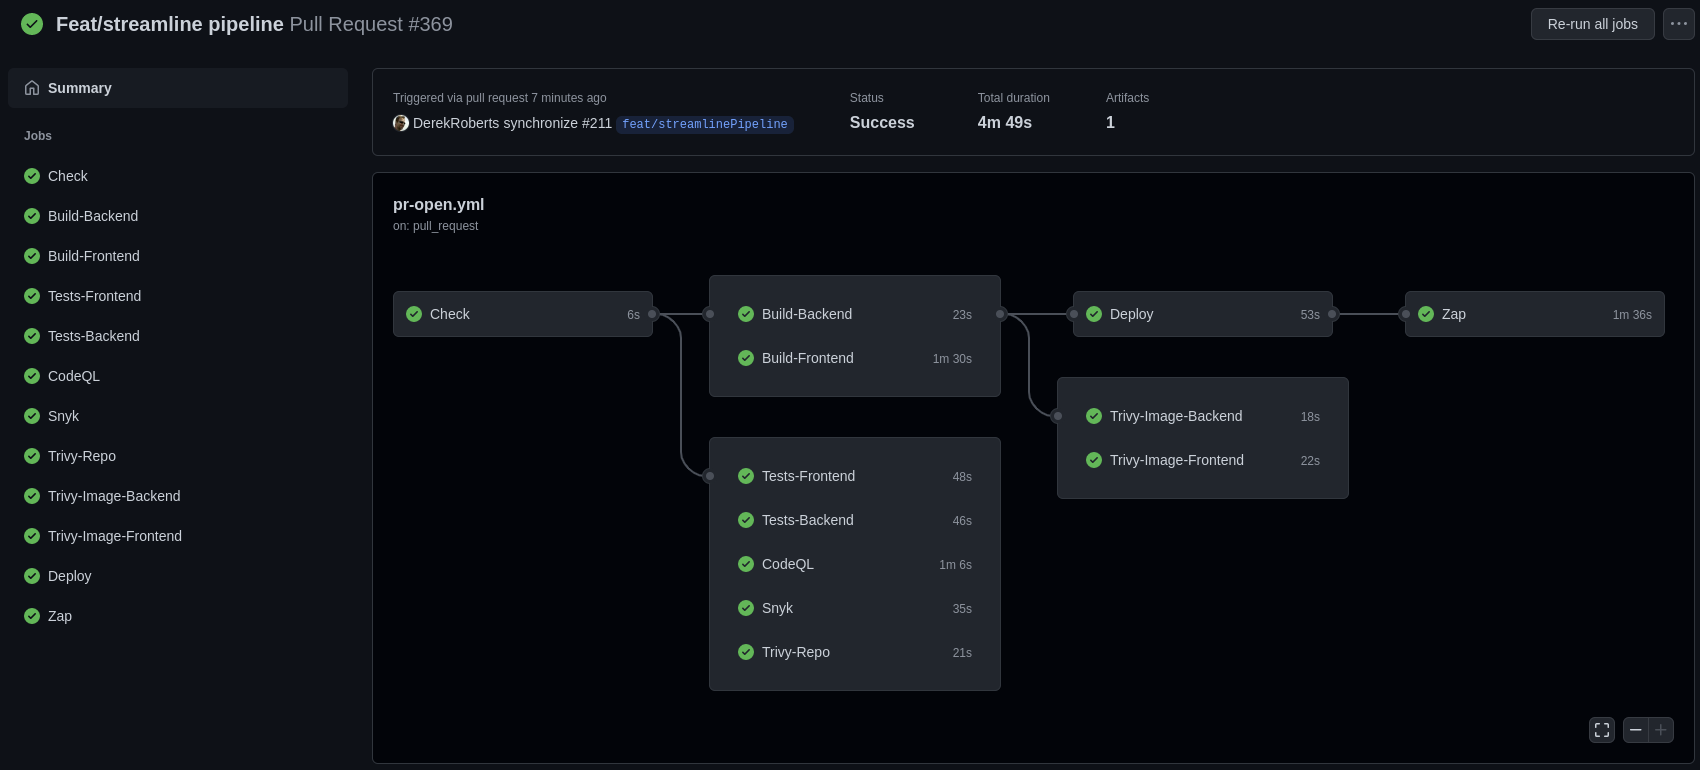 Feat/streamline pipeline Pull Request #369
Re-run all jobs
Summary
Jobs
Check
Build-Backend
Build-Frontend
Tests-Frontend
Tests-Backend
CodeQL
Snyk
Trivy-Repo
Trivy-Image-Backend
Trivy-Image-Frontend
Deploy
Zap
Triggered via pull request 7 minutes ago
DerekRoberts synchronize #211 feat/streamlinePipeline
Status
Success
Total duration
4m 49s
Artifacts
1
pr-open.yml
on: pull_request
Check 6s
Build-Backend 23s
Build-Frontend 1m 30s
Tests-Frontend 48s
Tests-Backend 46s
CodeQL 1m 6s
Snyk 35s
Trivy-Repo 21s
Deploy 53s
Trivy-Image-Backend 18s
Trivy-Image-Frontend 22s
Zap 1m 36s